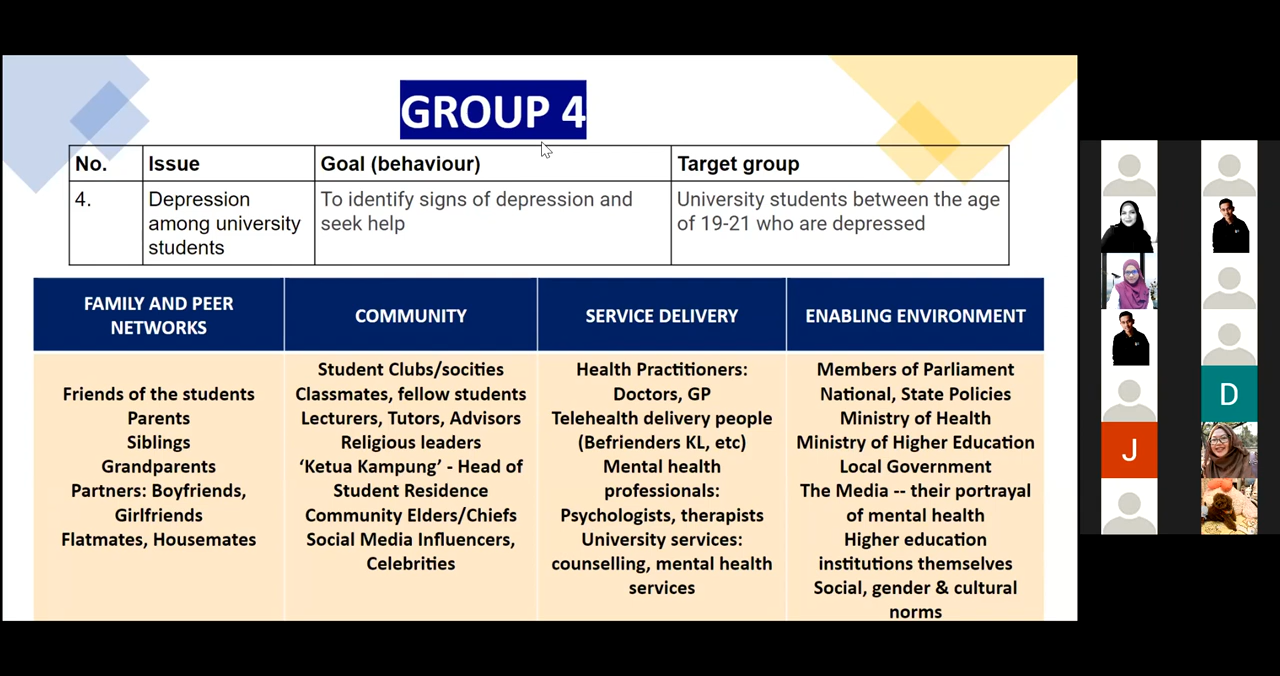 GROUP 4
No.
Issue
Goal (behaviour)
Target group
4.
Depression
among university
students
To identify signs of depression and
seek help
University students between the age
of 19-21 who are depressed
FAMILY AND PEER
NETWORKS
COMMUNITY
SERVICE DELIVERY
ENABLING ENVIRONMENT
Friends of the students
Parents
Siblings
Grandparents
Partners: Boyfriends,
Girlfriends
Flatmates, Housemates
Student Clubs/socities
Classmates, fellow students
Lecturers, Tutors, Advisors
Religious leaders
‘Ketua Kampung’ - Head of
Student Residence
Community Elders/Chiefs
Social Media Influencers,
Celebrities
Health Practitioners:
Doctors, GP
Telehealth delivery people
(Befrienders KL, etc)
Mental health
professionals:
Psychologists, therapists
University services:
counselling, mental health
services
Members of Parliament
National, State Policies
Ministry of Health
Ministry of Higher Education
Local Government
The Media -- their portrayal
of mental health
Higher education
institutions themselves
Social, gender & cultural
norms
D
J